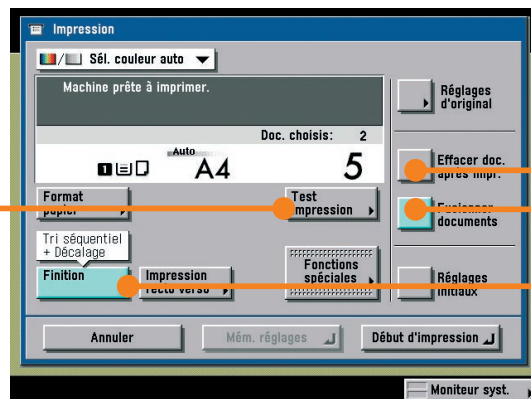 Impression
Sél. couleur auto
Machine prête à imprimer.
Doc. choisis: 2
Auto
1 A4 5
Réglages
d'original
Effacer doc.
après impr.
Format
papier
Test
impression
Fusionner
documents
Tri séquentiel
+ Décalage
Finition
Impression
recto verso
Fonctions
spéciales
Réglages
initiaux
Annuler
Mém. réglages
Début d'impression
Moniteur syst.